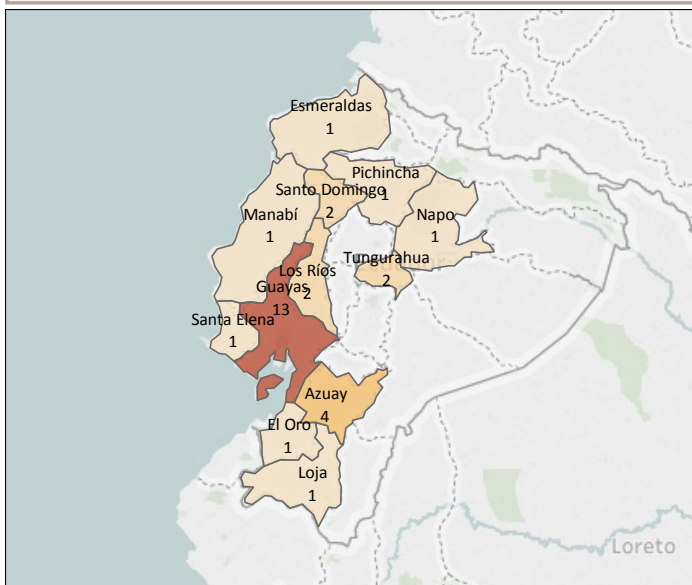 Esmeraldas
1
Pichincha
1
Santo Domingo
2
Manabí
1
Napo
1
Tungurahua
2
Los Ríos
2
Guayas
13
Santa Elena
1
Azuay
4
El Oro
1
Loja
1
Loreto